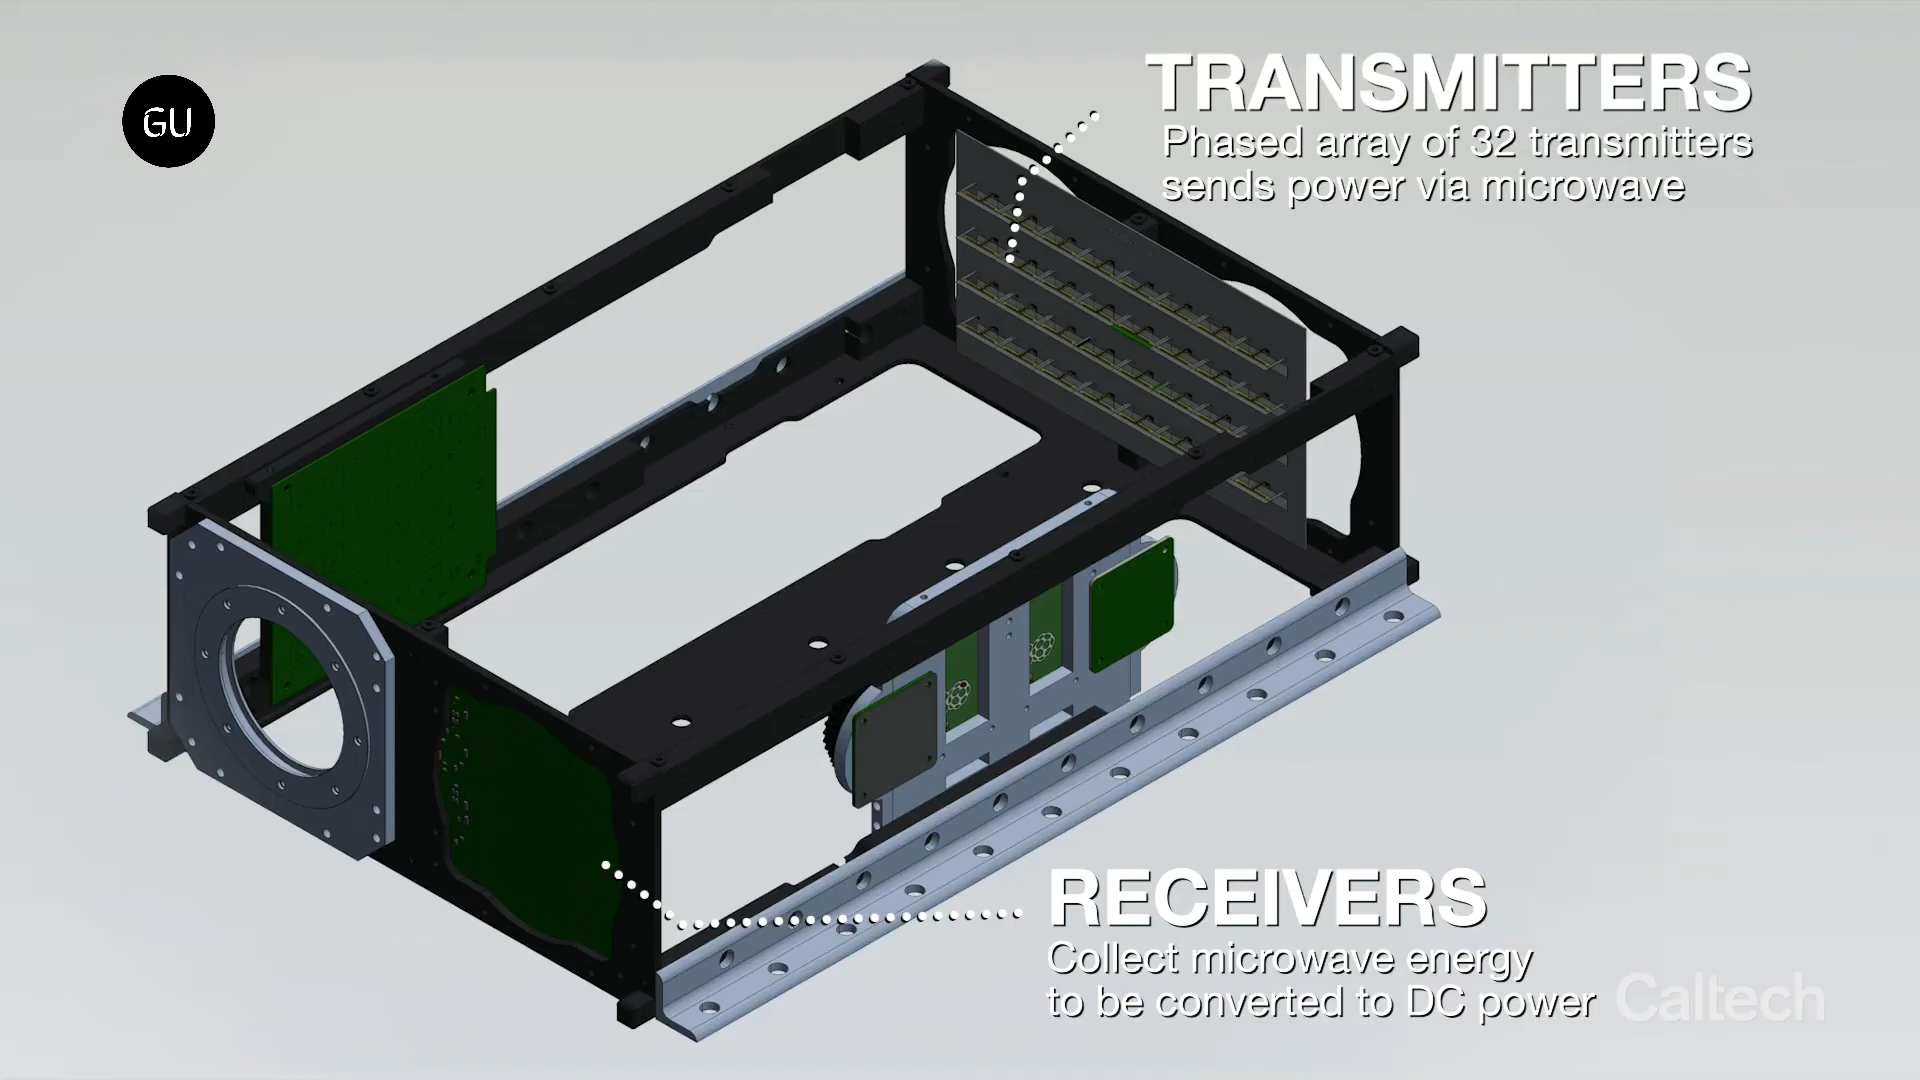 GU
TRANSMITTERS
Phased array of 32 transmitters
sends power via microwave
RECEIVERS
Collect microwave energy
to be converted to DC power
Caltech